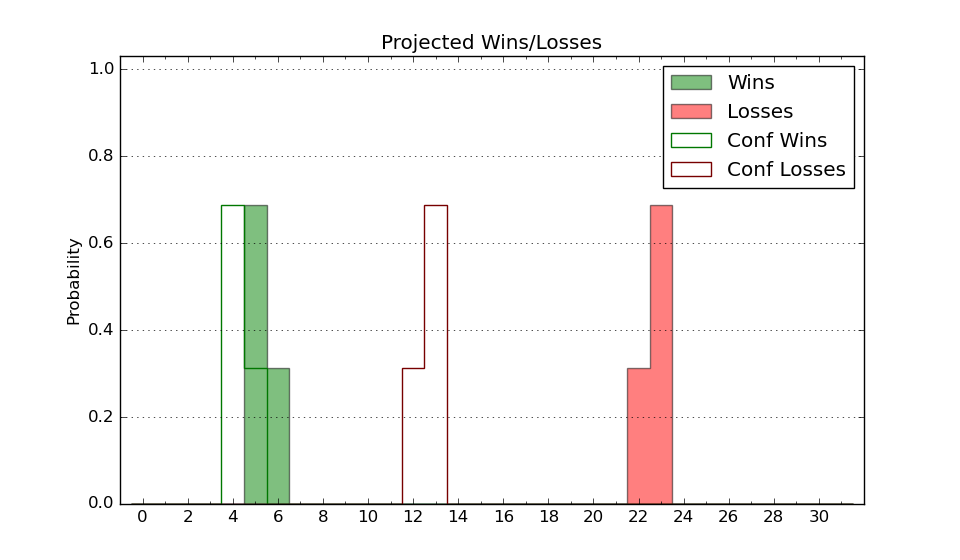 Projected Wins/Losses
1.0
0.8
0.6
0.4
0.2
0.0
Probability
Wins
Losses
Conf Wins
Conf Losses
0 2 4 6 8 10 12 14 16 18 20 22 24 26 28 30